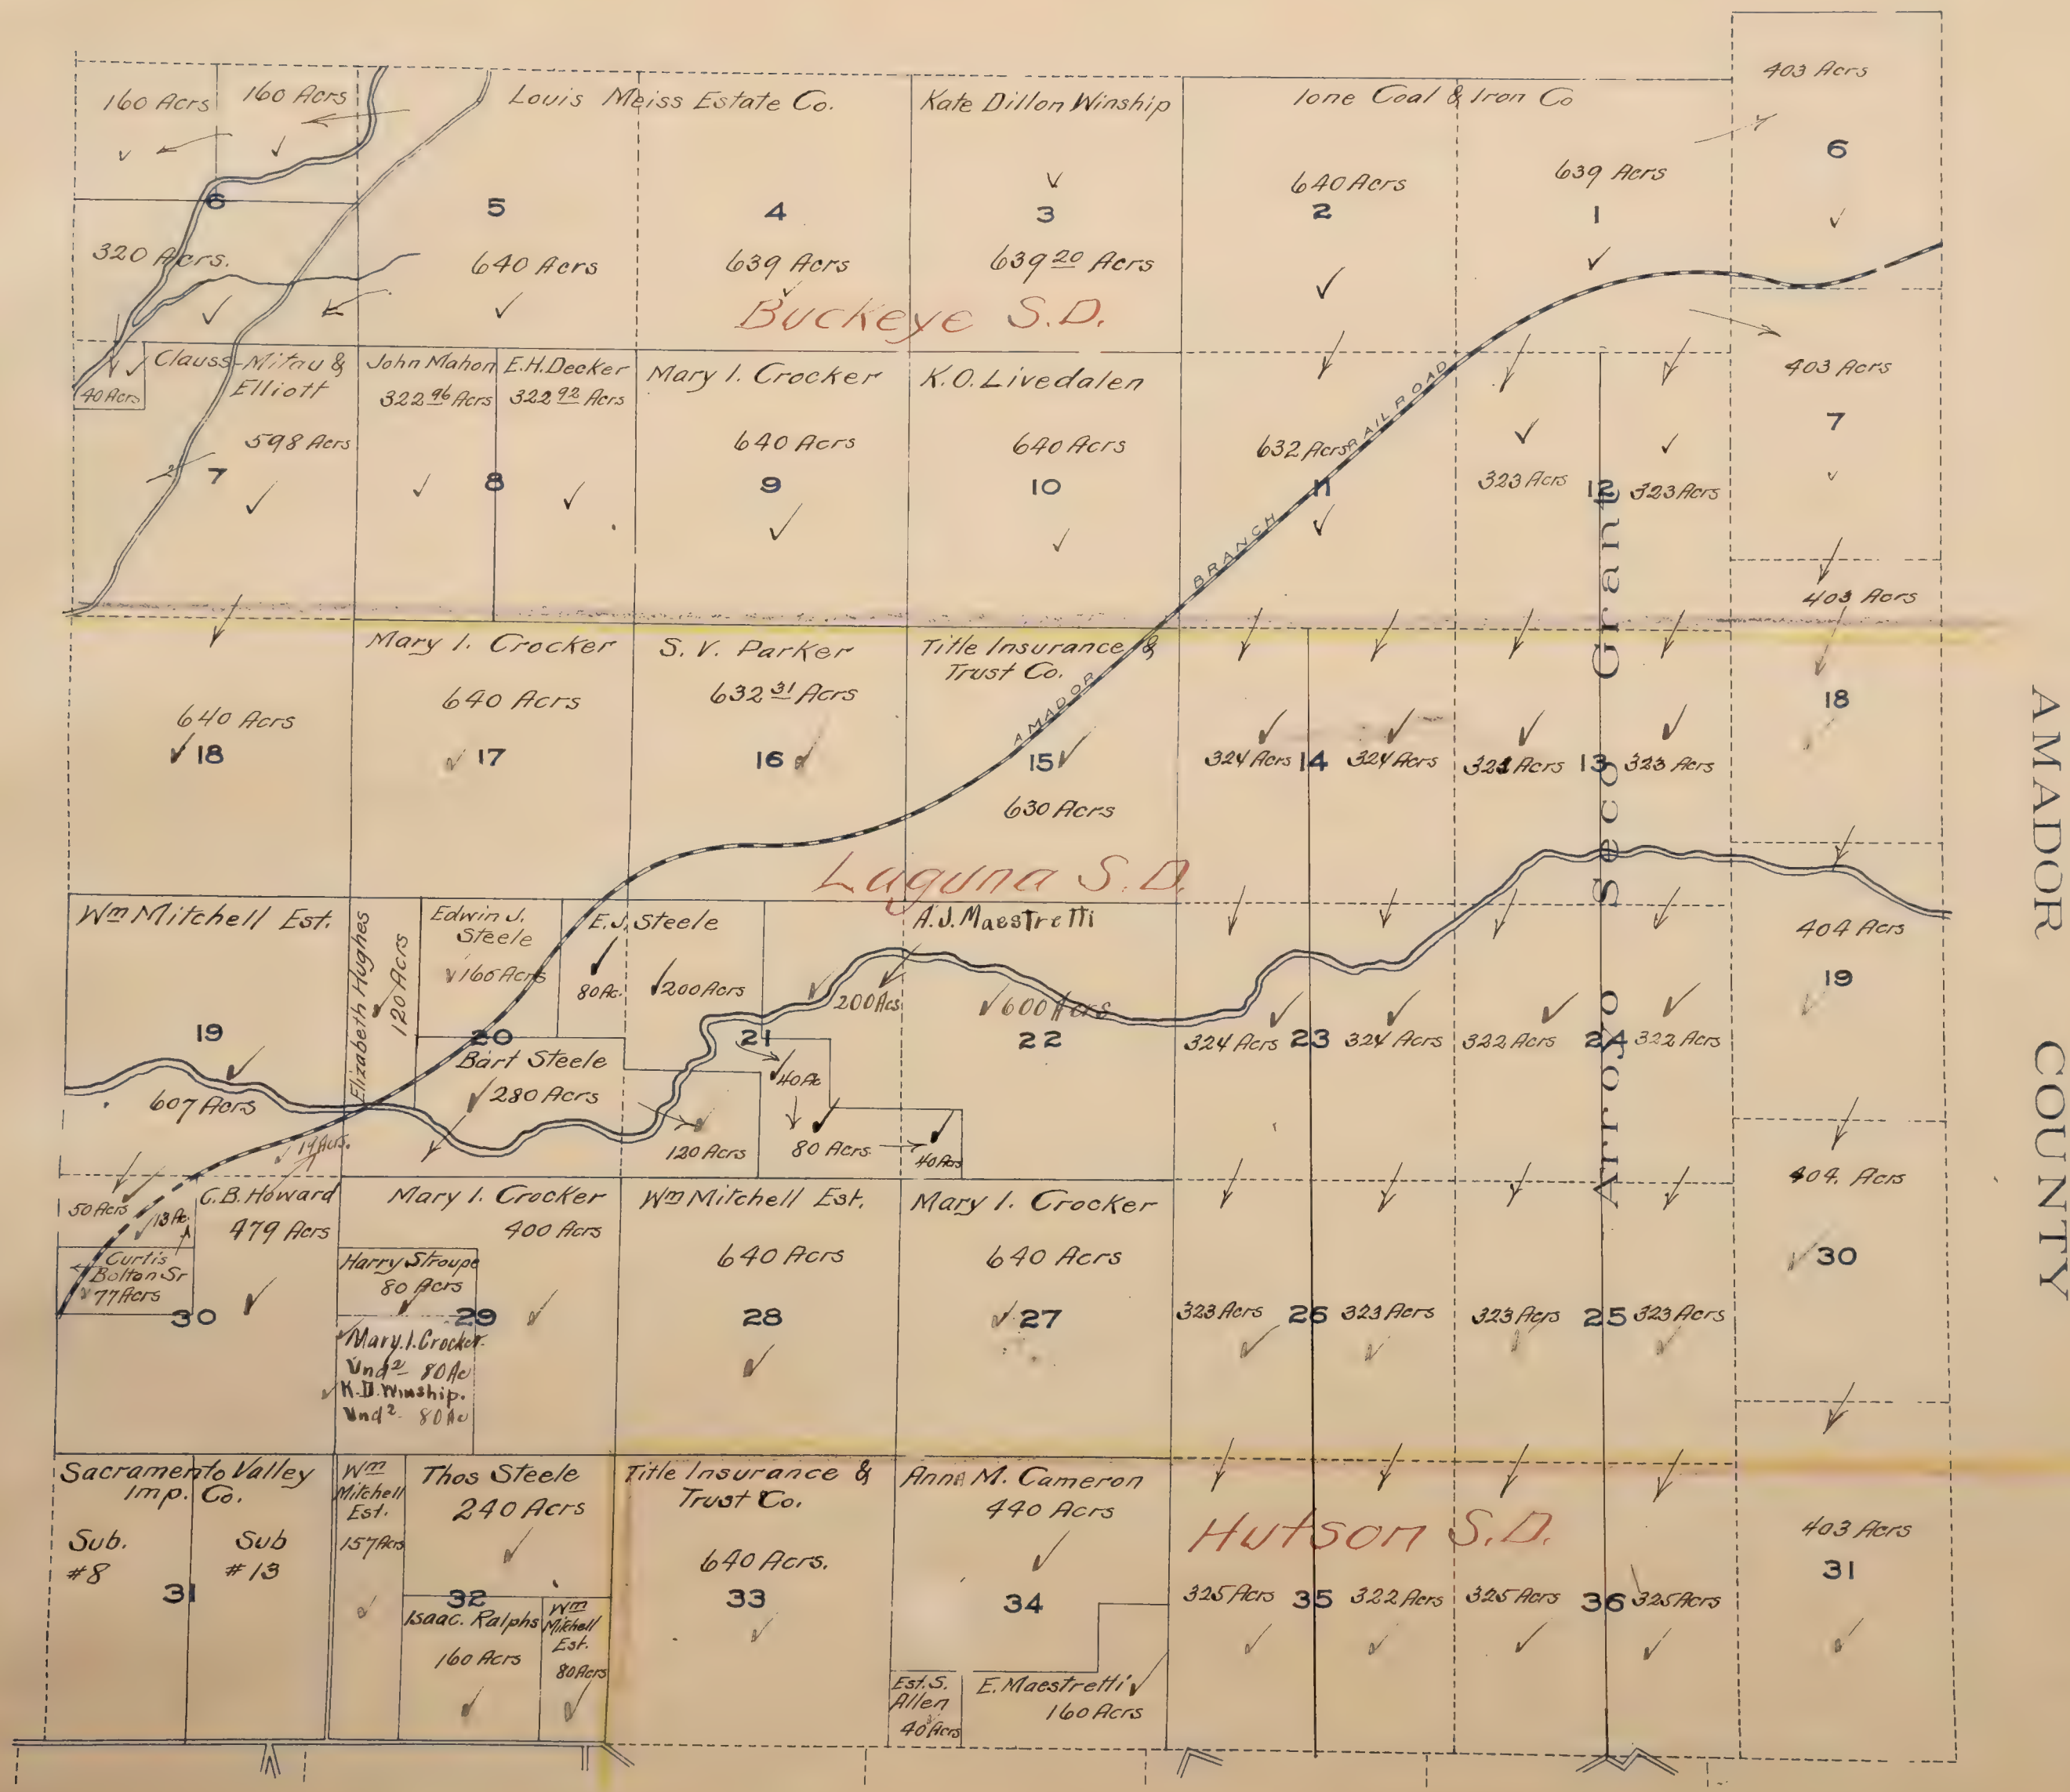 160 Acrs
160 Acrs
Louis Meiss Estate Co.
Kate Dillon Winship
Ione Coal & Iron Co
403 Acrs
6
320 Acrs.
6
5
640 Acrs
4
639 Acrs
3
639 20 Acrs
640 Acrs
2
639 Acrs
1
Buckeye S.D.
40 Acrs
Clauss-Mitau &
Elliott
598 Acrs
7
John Mahon
322 96 Acrs
E.H. Decker
322 92 Acrs
8
Mary I. Crocker
640 Acrs
9
K.O. Livedalen
640 Acrs
10
632 Acrs
11
323 Acrs
12
323 Acrs
403 Acrs
7
AMADOR BRANCH RAILROAD
Arroyo Seco Grant
AMADOR COUNTY
640 Acrs
18
Mary I. Crocker
640 Acrs
17
S. V. Parker
632 31 Acrs
16
Title Insurance &
Trust Co.
15
630 Acrs
324 Acrs
14
324 Acrs
Acrs
13
323 Acrs
403 Acrs
18
Laguna S.D.
Wm Mitchell Est.
19
607 Acrs
Elizabeth Hughes
120 Acrs
Edwin J.
Steele
Acrs
20
E.J. Steele
80 Ac.
200 Acrs
Bart Steele
280 Acrs
A.J. Maestretti
200 Acs
21
40 Ac
120 Acrs
80 Acrs
40 Acrs
600 Acrs
22
324 Acrs
23
324 Acrs
322 Acrs
24
322 Acrs
404 Acrs
19
Acrs.
50 Acrs
13 Ac.
C.B. Howard
479 Acrs
Curtis
Bolton Sr
77 Acrs
30
Mary I. Crocker
400 Acrs
Harry Stroupe
80 Acrs
29
Mary I. Crocker.
Und 2 80 Ac
K.D. Winship.
Und 2 80 Ac
Wm Mitchell Est.
640 Acrs
28
Mary I. Crocker
640 Acrs
27
323 Acrs
26
323 Acrs
323 Acrs
25
323 Acrs
404. Acrs
30
Sacramento Valley
Imp. Co.
Sub.
#8
Sub
#13
31
Wm
Mitchell
Est.
157 Acrs
Thos Steele
240 Acrs
32
Isaac. Ralphs
160 Acrs
Wm
Mitchell
Est.
80 Acrs
Title Insurance &
Trust Co.
640 Acrs.
33
Anna M. Cameron
440 Acrs
34
Est. S.
Allen
40 Acrs
E. Maestretti
160 Acrs
Hutson S.D.
325 Acrs
35
322 Acrs
325 Acrs
36
325 Acrs
403 Acrs
31